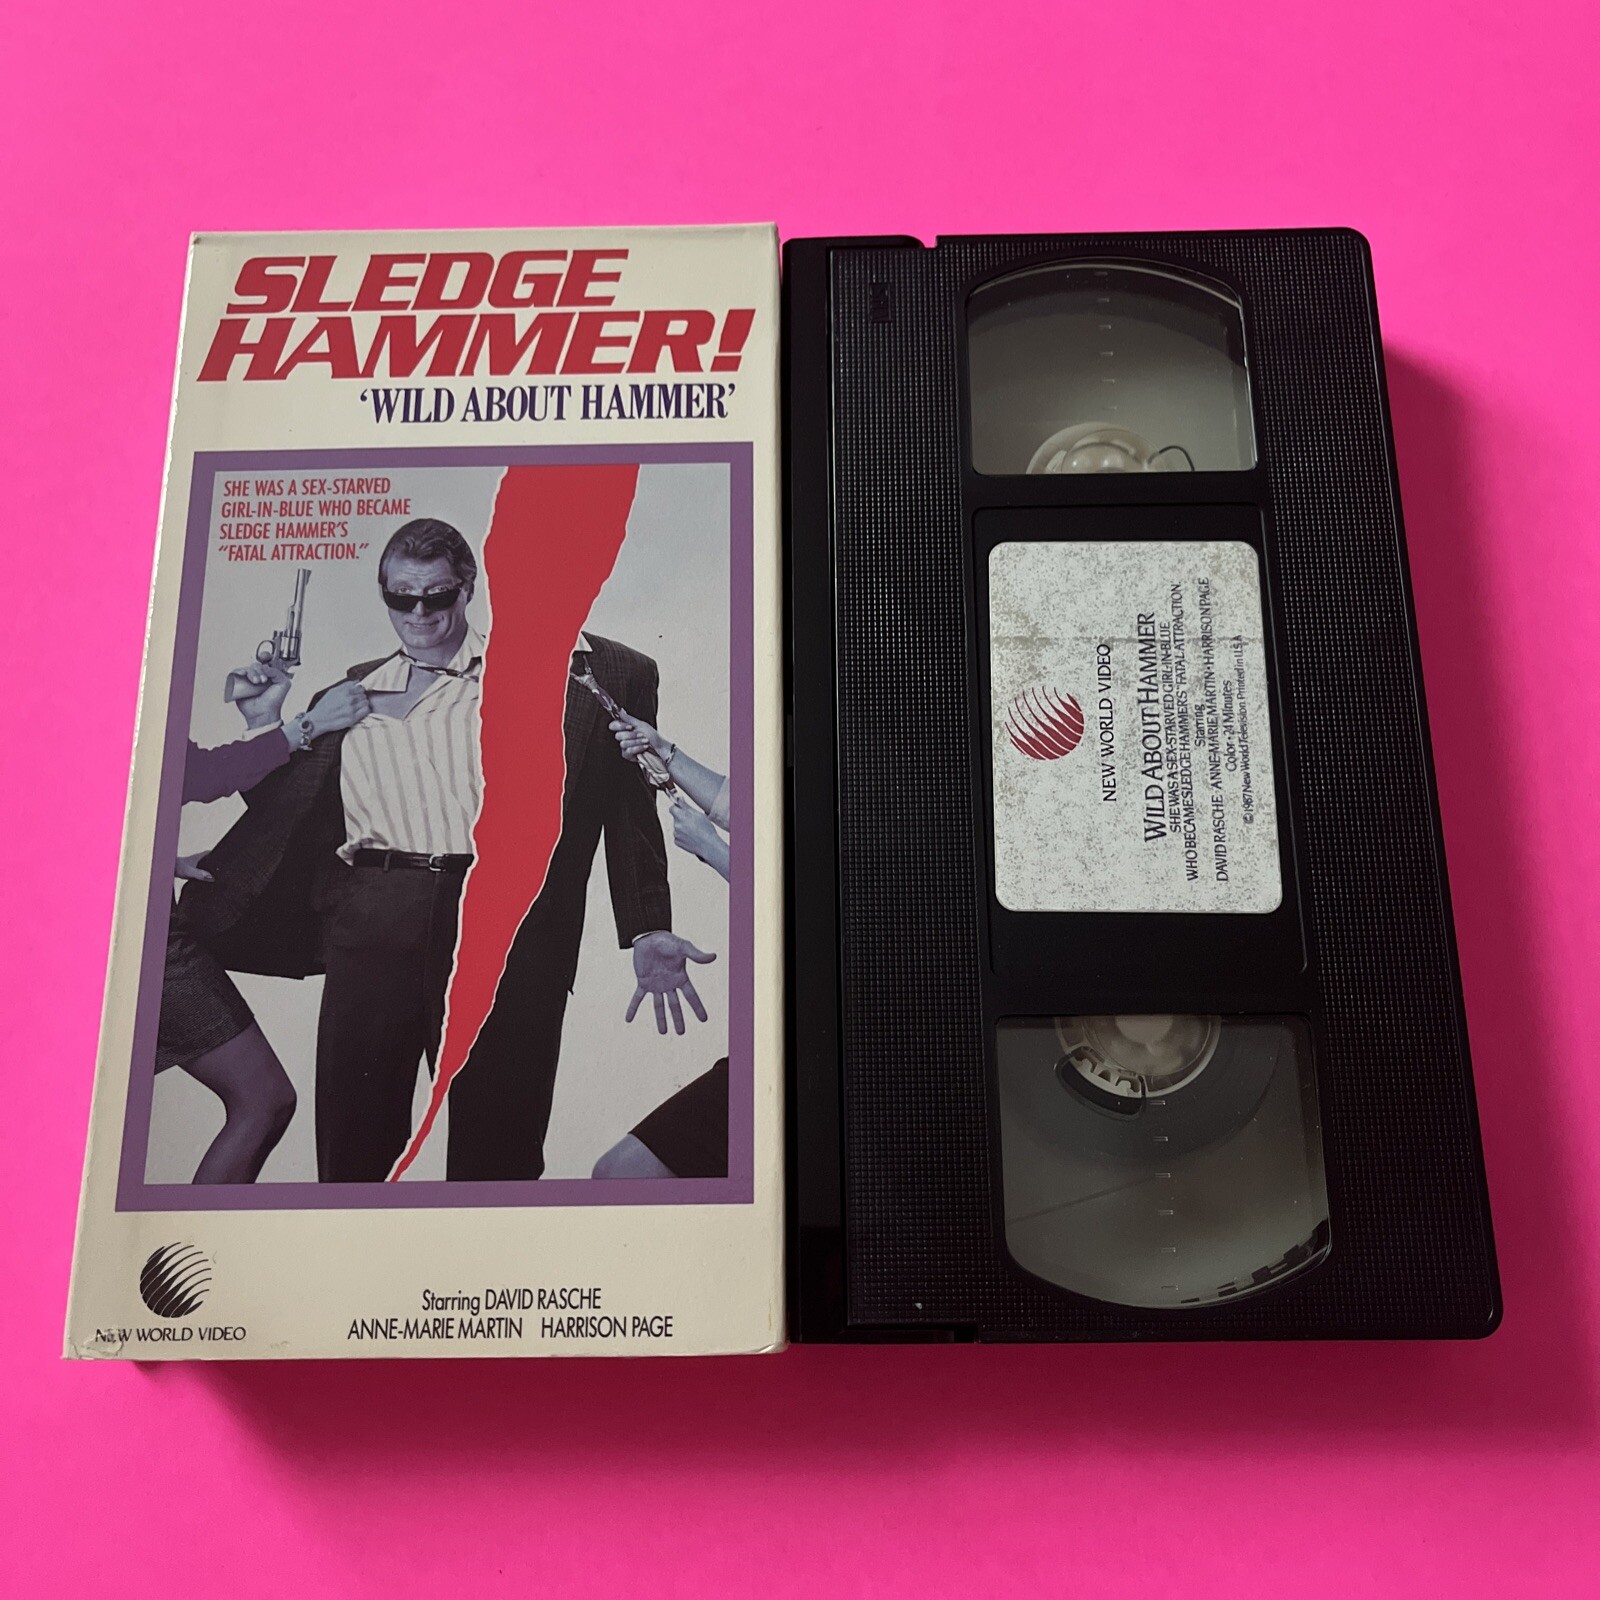 SLEDGE
HAMMER!
‘WILD ABOUT HAMMER’
SHE WAS A SEX-STARVED
GIRL-IN-BLUE WHO BECAME
SLEDGE HAMMER'S
"FATAL ATTRACTION."
NEW WORLD VIDEO
Starring DAVID RASCHE
ANNE-MARIE MARTIN HARRISON PAGE
NEW WORLD VIDEO
WILD ABOUT HAMMER
SHE WAS A SEX-STARVED GIRL-IN-BLUE
WHO BECAME SLEDGE HAMMER'S "FATAL ATTRACTION
Starring
DAVID RASCHE · ANNE-MARIE MARTIN · HARRISON PAGE
Color • 24 Minutes
© 1987 New World Television Printed in U.S.A.